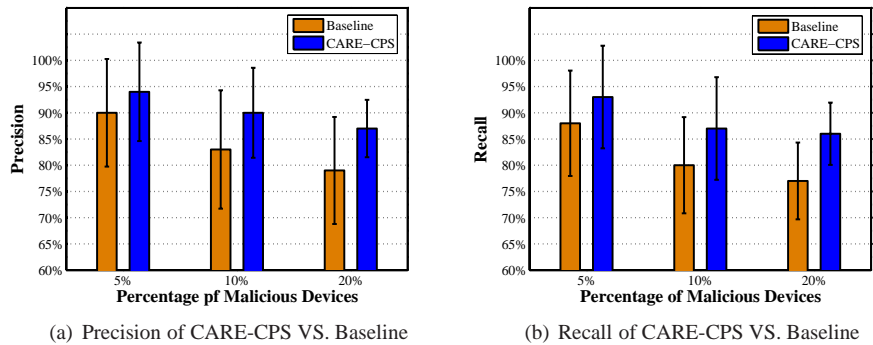 Baseline
CARE−CPS
100%
95%
90%
85%
80%
75%
70%
65%
60%
Precision
5%
10%
20%
Percentage pf Malicious Devices
(a) Precision of CARE-CPS VS. Baseline
Baseline
CARE−CPS
100%
95%
90%
85%
80%
75%
70%
65%
60%
Recall
5%
10%
20%
Percentage of Malicious Devices
(b) Recall of CARE-CPS VS. Baseline